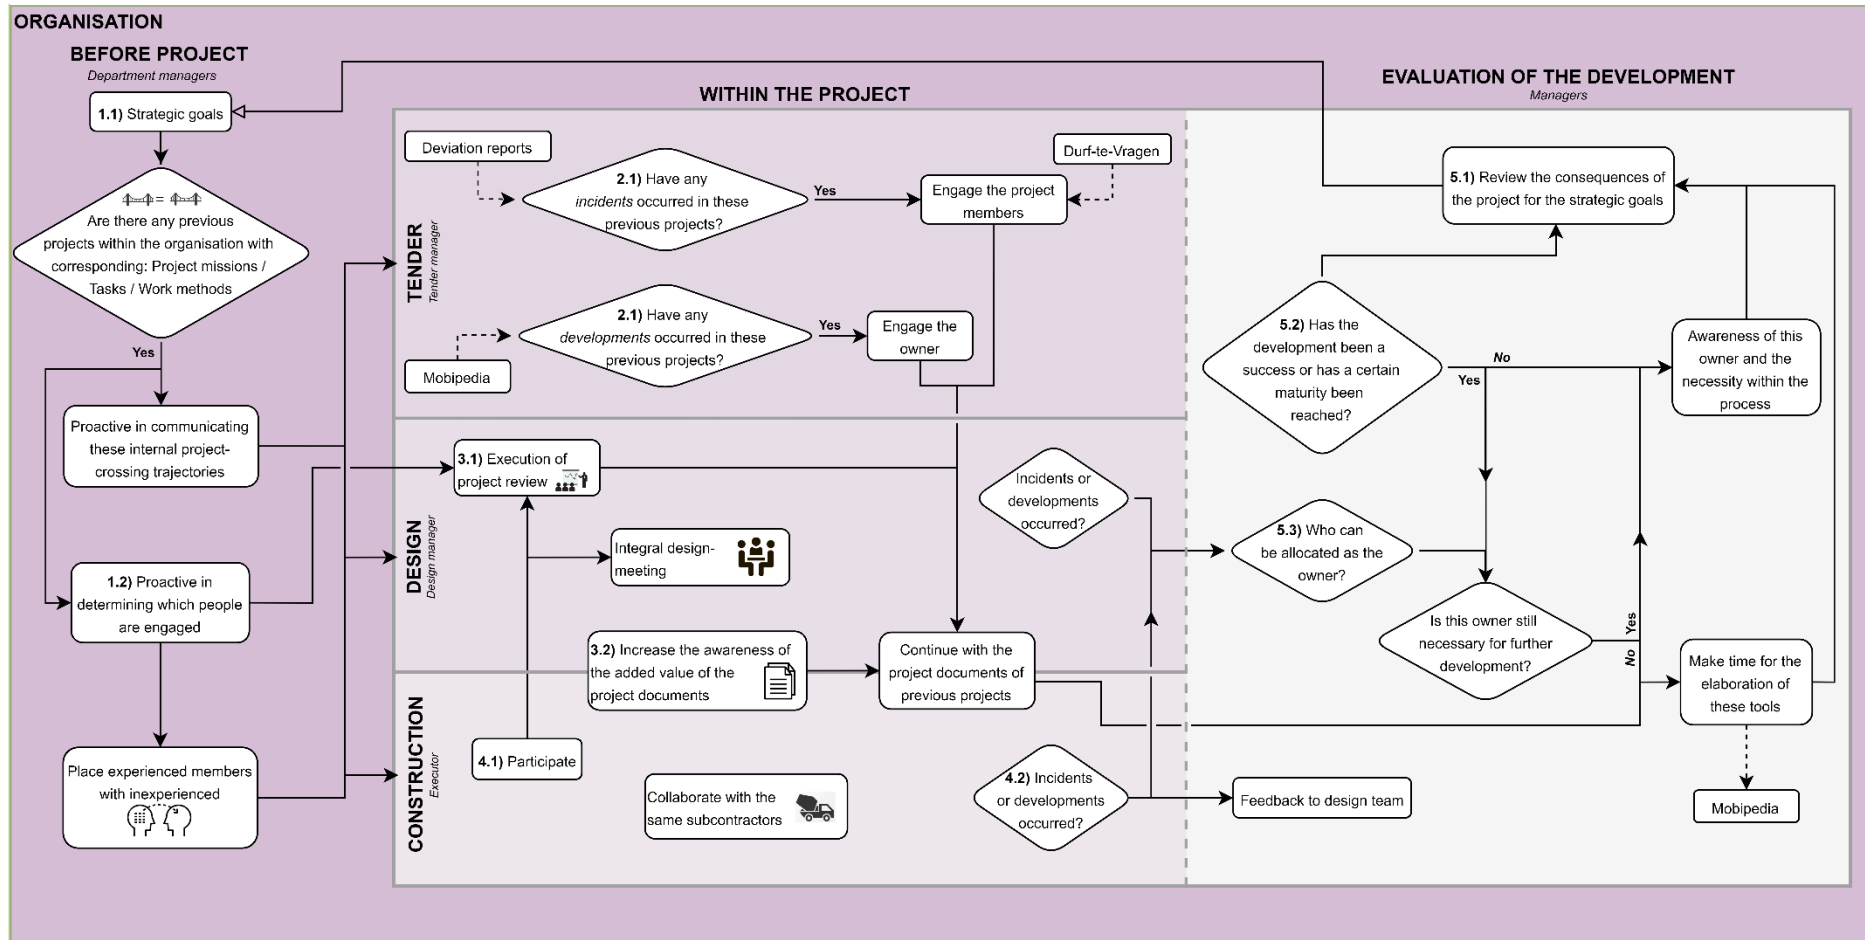 ORGANISATION
BEFORE PROJECT
Department managers
1.1) Strategic goals
=
Are there any previous
projects within the organisation with
corresponding: Project missions /
Tasks / Work methods
Yes
Proactive in communicating
these internal project-
crossing trajectories
1.2) Proactive in
determining which people
are engaged
Place experienced members
with inexperienced
WITHIN THE PROJECT
TENDER
Tender manager
Deviation reports
2.1) Have any
incidents occurred in these
previous projects?
Yes
Engage the project
members
Durf-te-Vragen
2.1) Have any
developments occurred in these
previous projects?
Yes
Engage the
owner
Mobipedia
DESIGN
Design manager
3.1) Execution of
project review
Integral design-
meeting
Incidents or
developments
occurred?
3.2) Increase the awareness of
the added value of the
project documents
Continue with the
project documents of
previous projects
CONSTRUCTION
Executor
4.1) Participate
Collaborate with the
same subcontractors
4.2) Incidents
or developments
occurred?
Feedback to design team
EVALUATION OF THE DEVELOPMENT
Managers
5.1) Review the consequences of
the project for the strategic goals
5.2) Has the
development been a
success or has a certain
maturity been
reached?
No
Yes
Awareness of this
owner and the
necessity within the
process
5.3) Who can
be allocated as the
owner?
Is this owner still
necessary for further
development?
Yes
No
Make time for the
elaboration of
these tools
Mobipedia